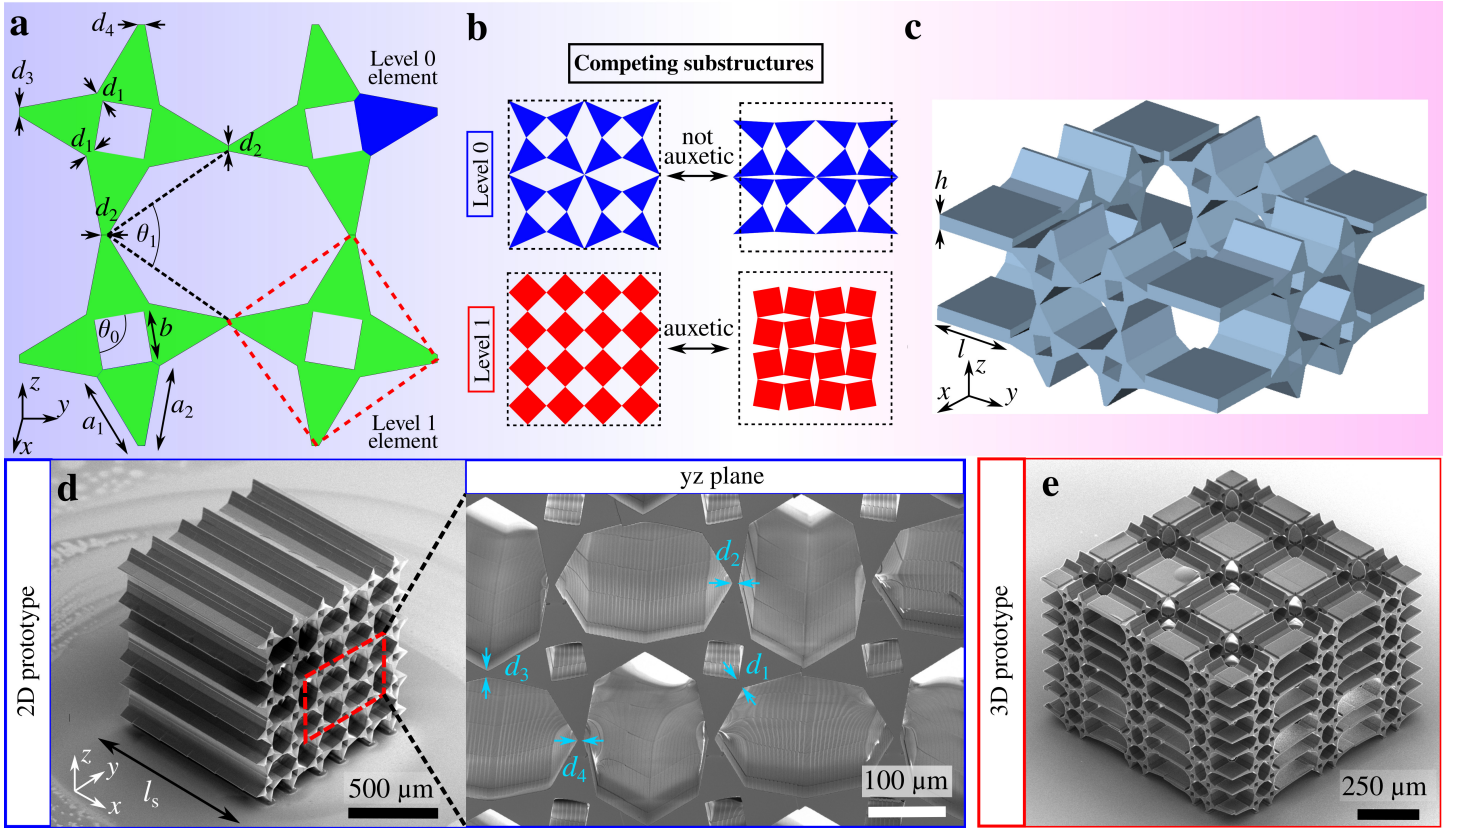 a
d4
Level 0
element
d3
d1
d1
d2
d2
θ1
θ0
b
z
y
x
a1
a2
Level 1
element
b
Competing substructures
Level 0
not
auxetic
Level 1
auxetic
c
h
l
z
x
y
2D prototype
d
z
y
x
ls
500 µm
yz plane
d2
d3
d1
d4
100 µm
3D prototype
e
250 µm